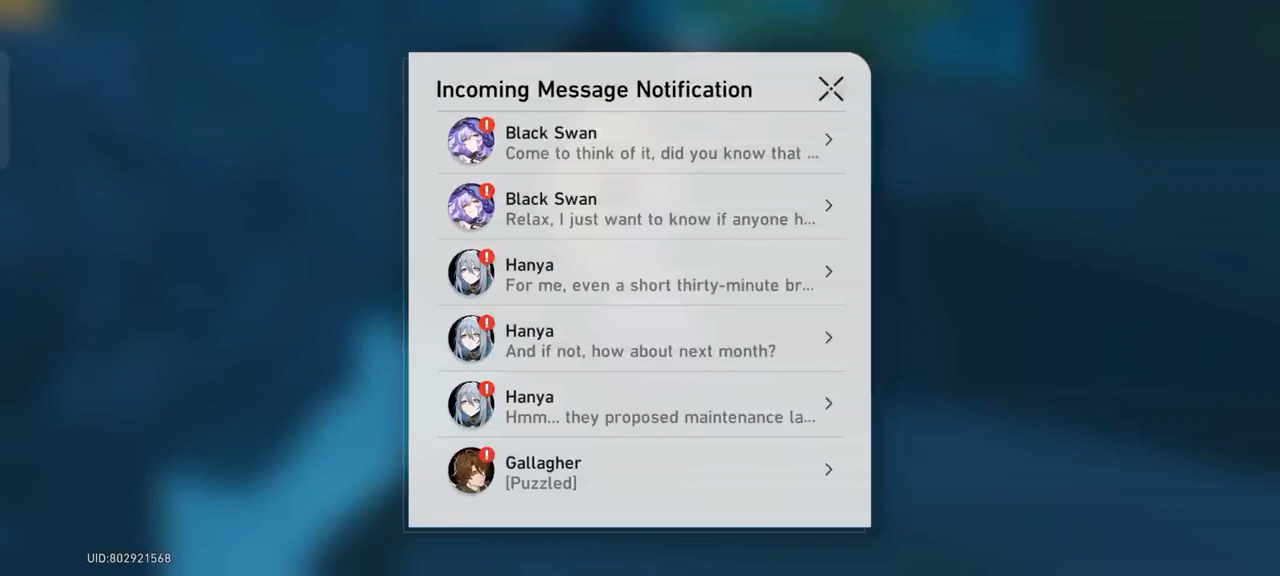 Incoming Message Notification
Black Swan
Come to think of it, did you know that ...
Black Swan
Relax, I just want to know if anyone h...
Hanya
For me, even a short thirty-minute br...
Hanya
And if not, how about next month?
Hanya
Hmm... they proposed maintenance la...
Gallagher
[Puzzled]
UID:802921568